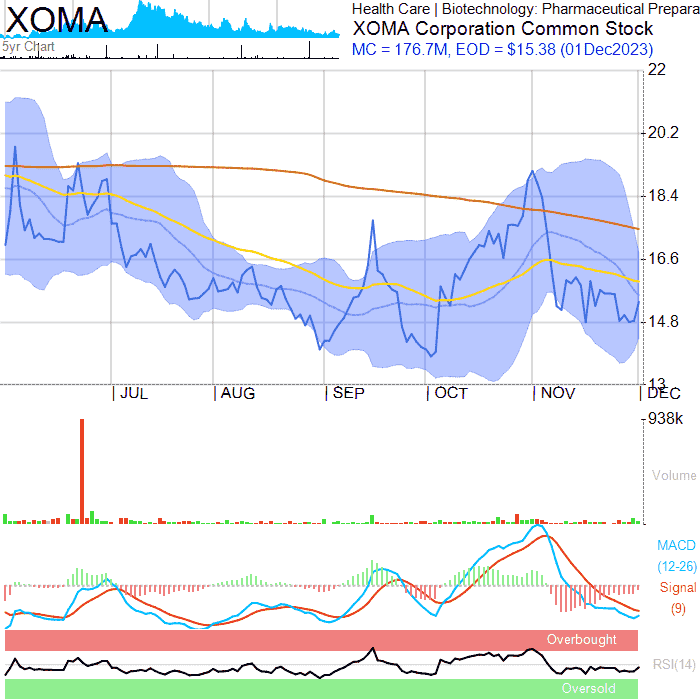 XOMA
5yr Chart
Health Care | Biotechnology: Pharmaceutical Prepara
XOMA Corporation Common Stock
MC = 176.7M, EOD = $15.38 (01Dec2023)
22
20.2
18.4
16.6
14.8
13
JUL AUG SEP OCT NOV DEC
938k
Volume
MACD
(12-26)
Signal
(9)
Overbought
RSI(14)
Oversold